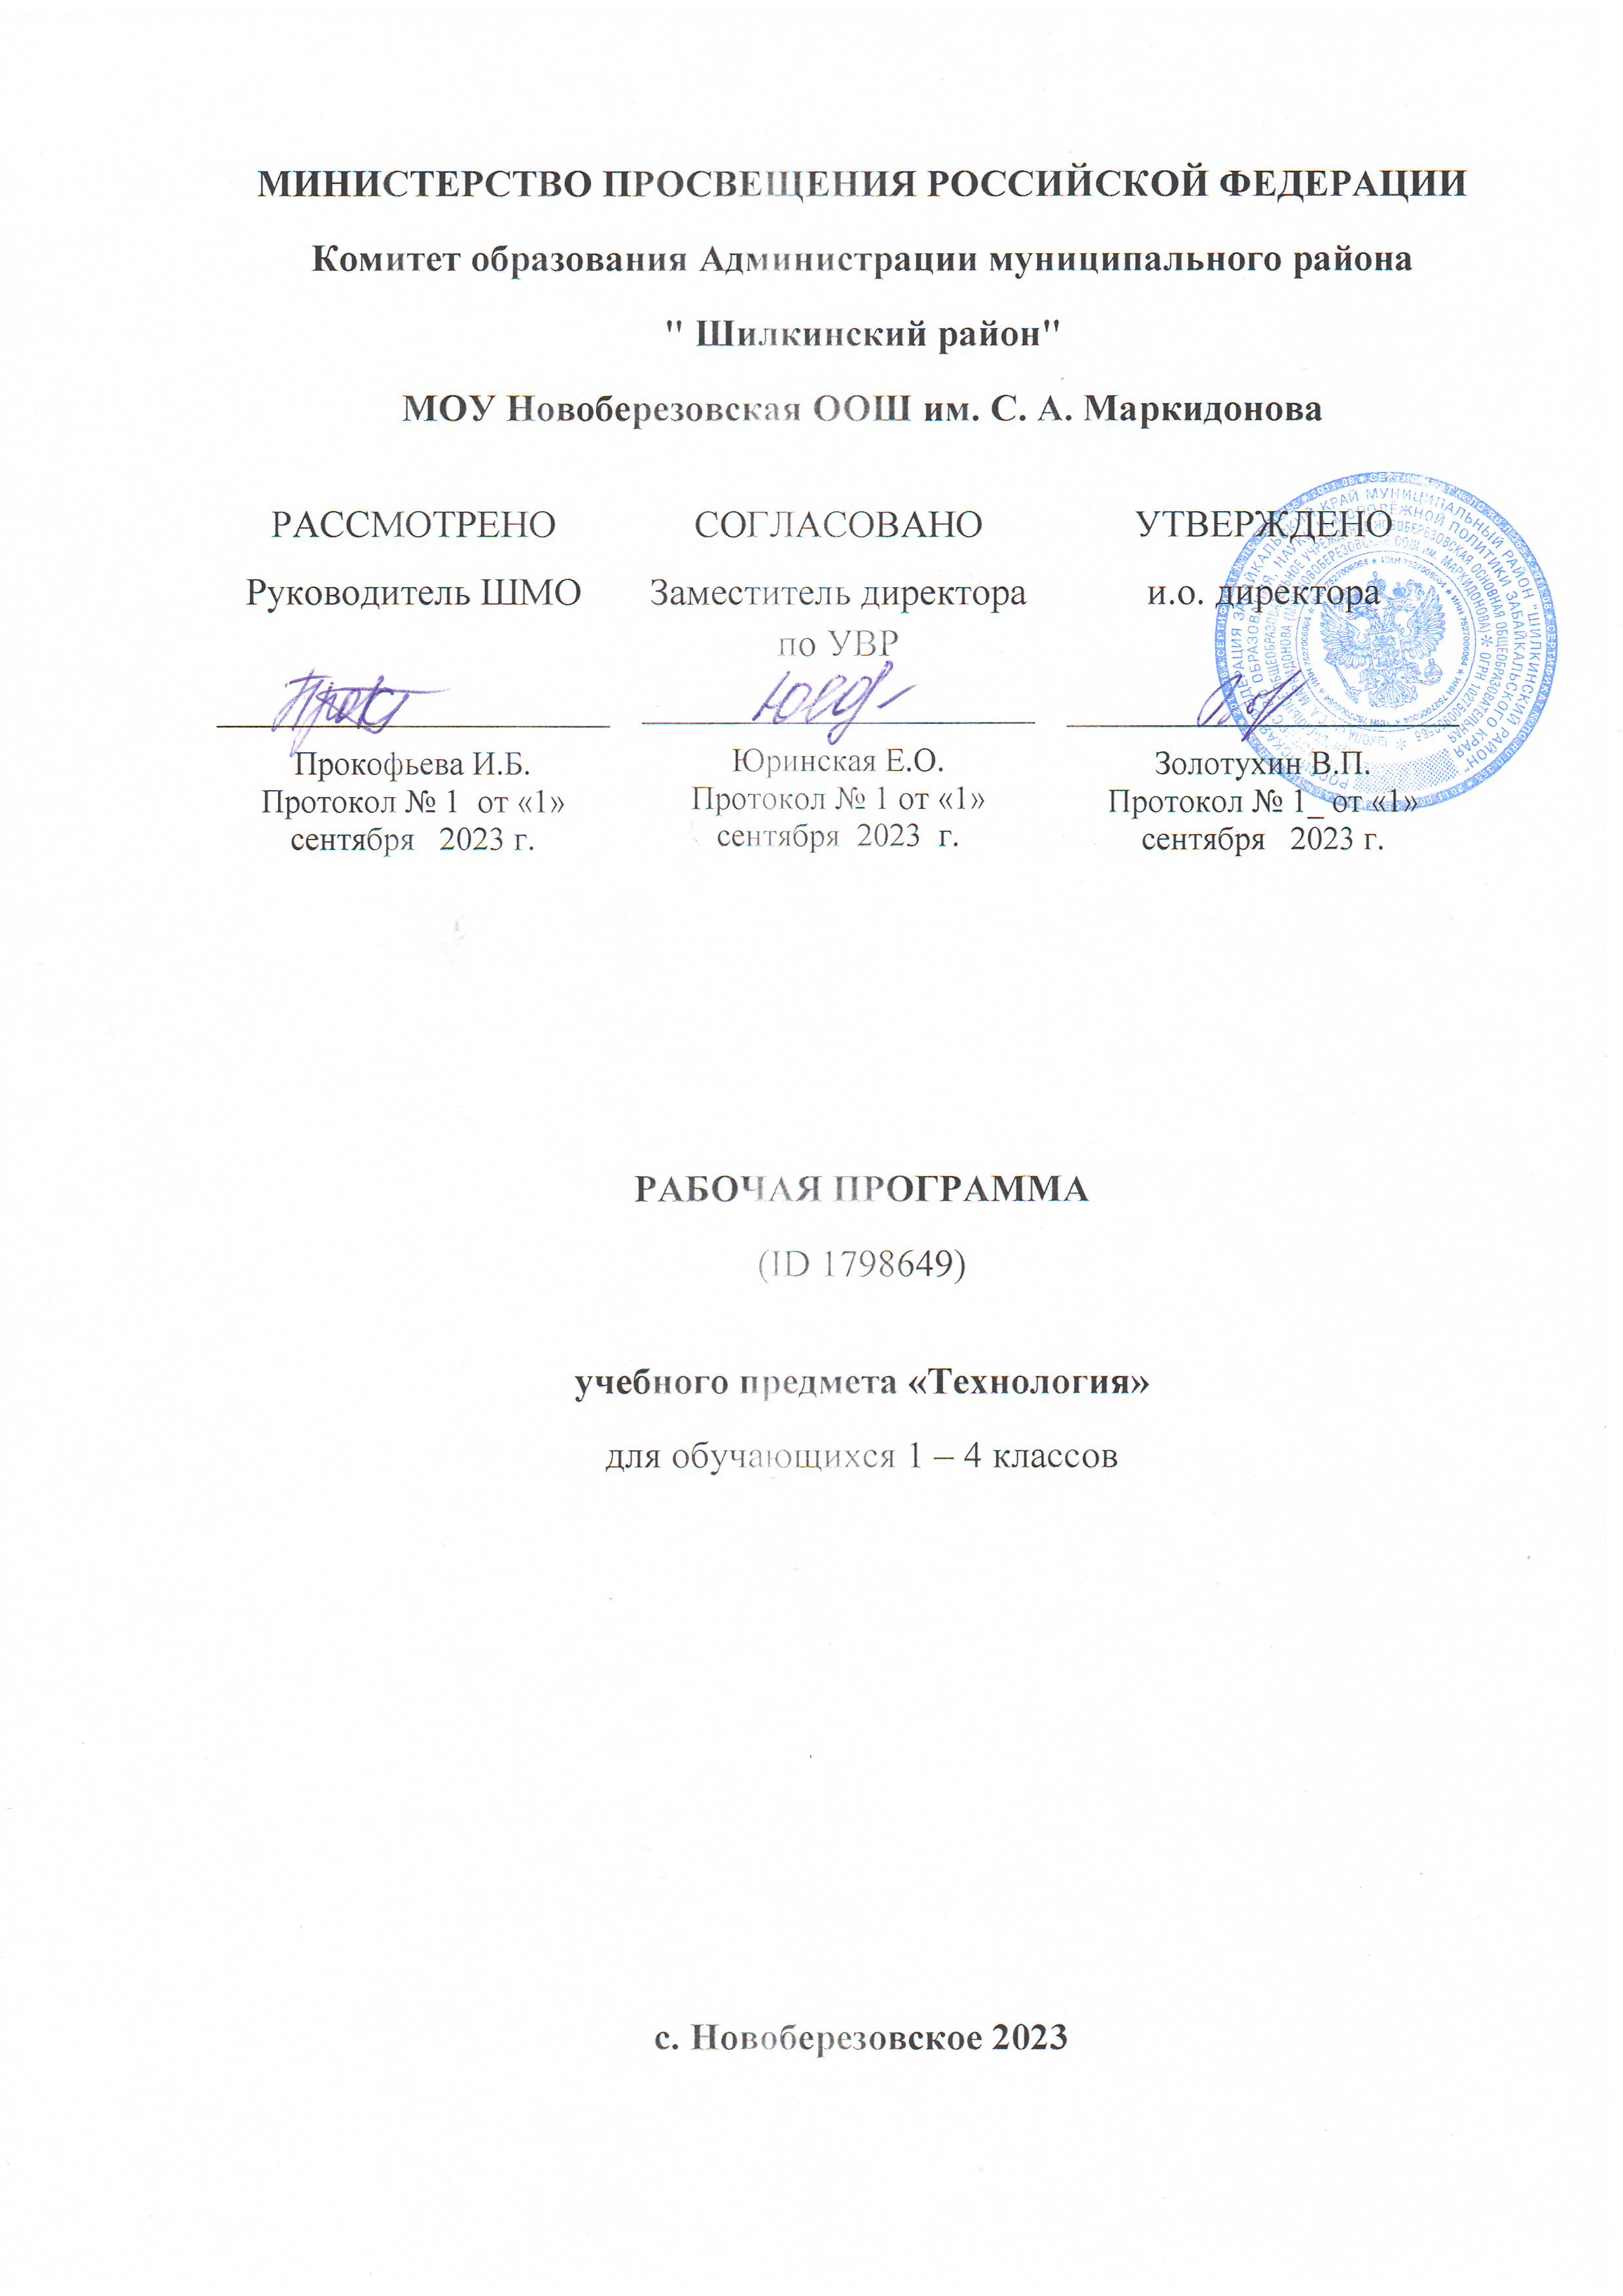 МИНИСТЕРСТВО ПРОСВЕЩЕНИЯ РОССИЙСКОЙ ФЕДЕРАЦИИ
Комитет образования Администрации муниципального района
" Шилкинский район"
МОУ Новоберезовская ООШ им. С. А. Маркидонова
РАССМОТРЕНО
Руководитель ШМО
Прокофьева И.Б.
Протокол № 1 от «1»
сентября 2023 г.
СОГЛАСОВАНО
Заместитель директора
по УВР
Юринская Е.О.
Протокол № 1 от «1»
сентября 2023 г.
УТВЕРЖДЕНО
и.о. директора
Золотухин В.П.
Протокол № 1_ от «1»
сентября 2023 г.
РАБОЧАЯ ПРОГРАММА
(ID 1798649)
учебного предмета «Технология»
для обучающихся 1 – 4 классов
с. Новоберезовское 2023